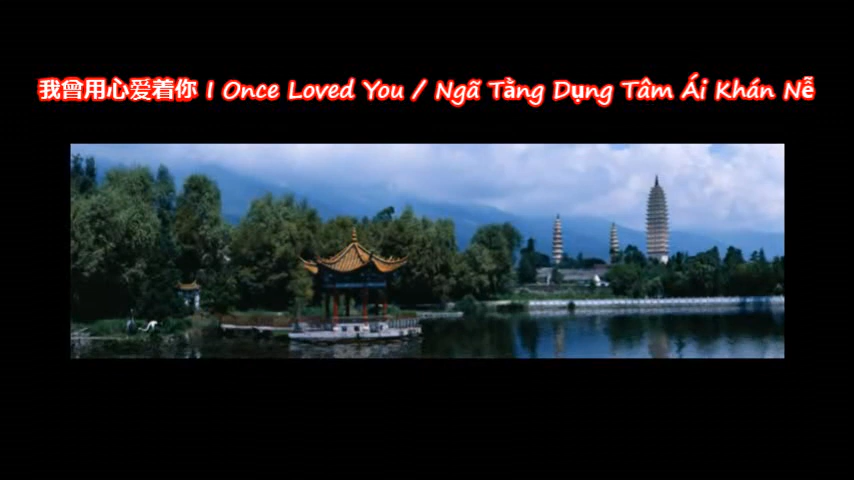 我曾用心爱着你 I Once Loved You / Ngã Tằng Dụng Tâm Ái Khán Nễ